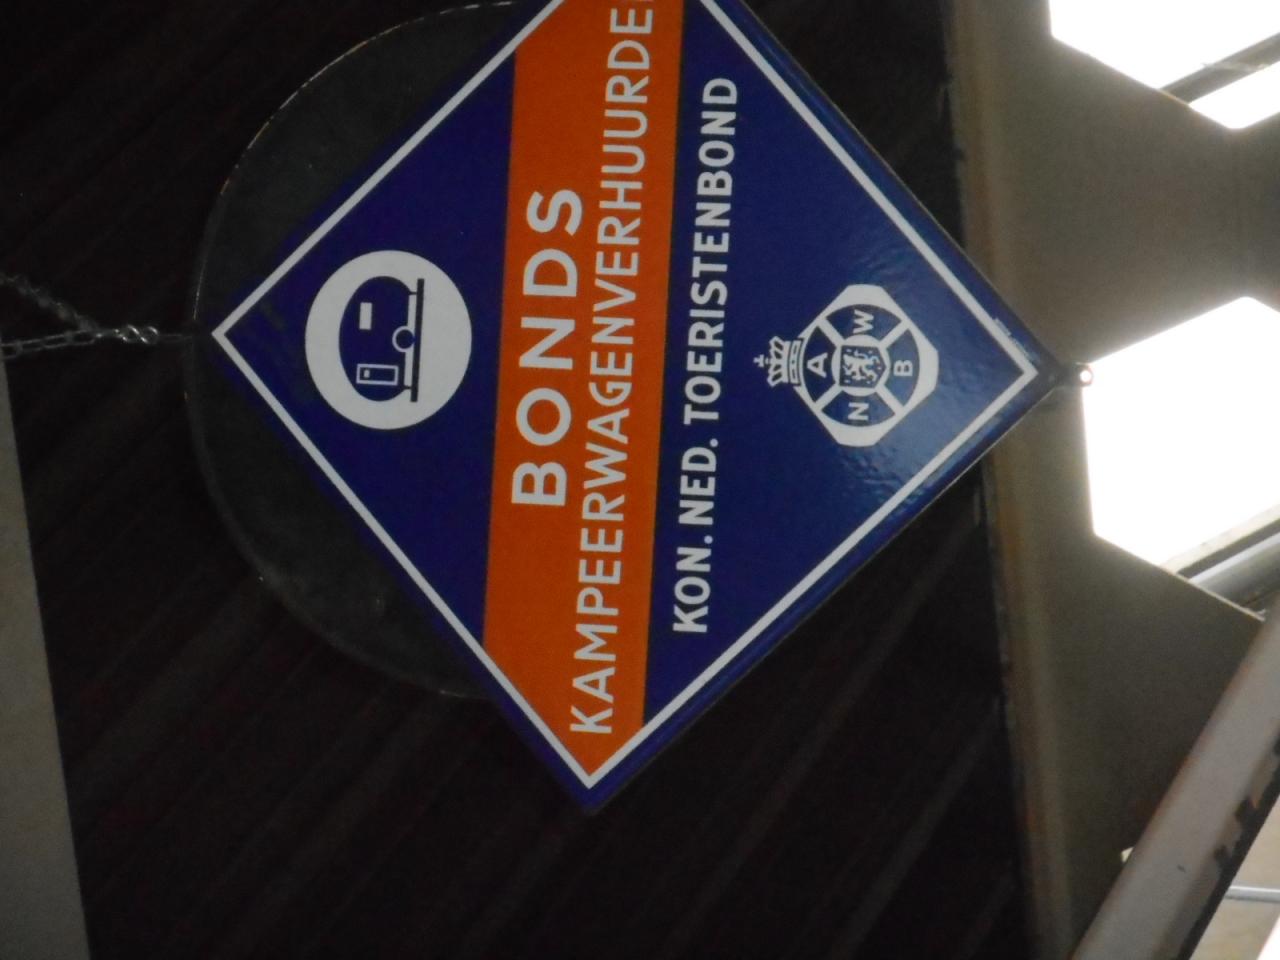 BONDS
KAMPEERWAGENVERHUURDE
KON. NED. TOERISTENBOND
A
N W
B